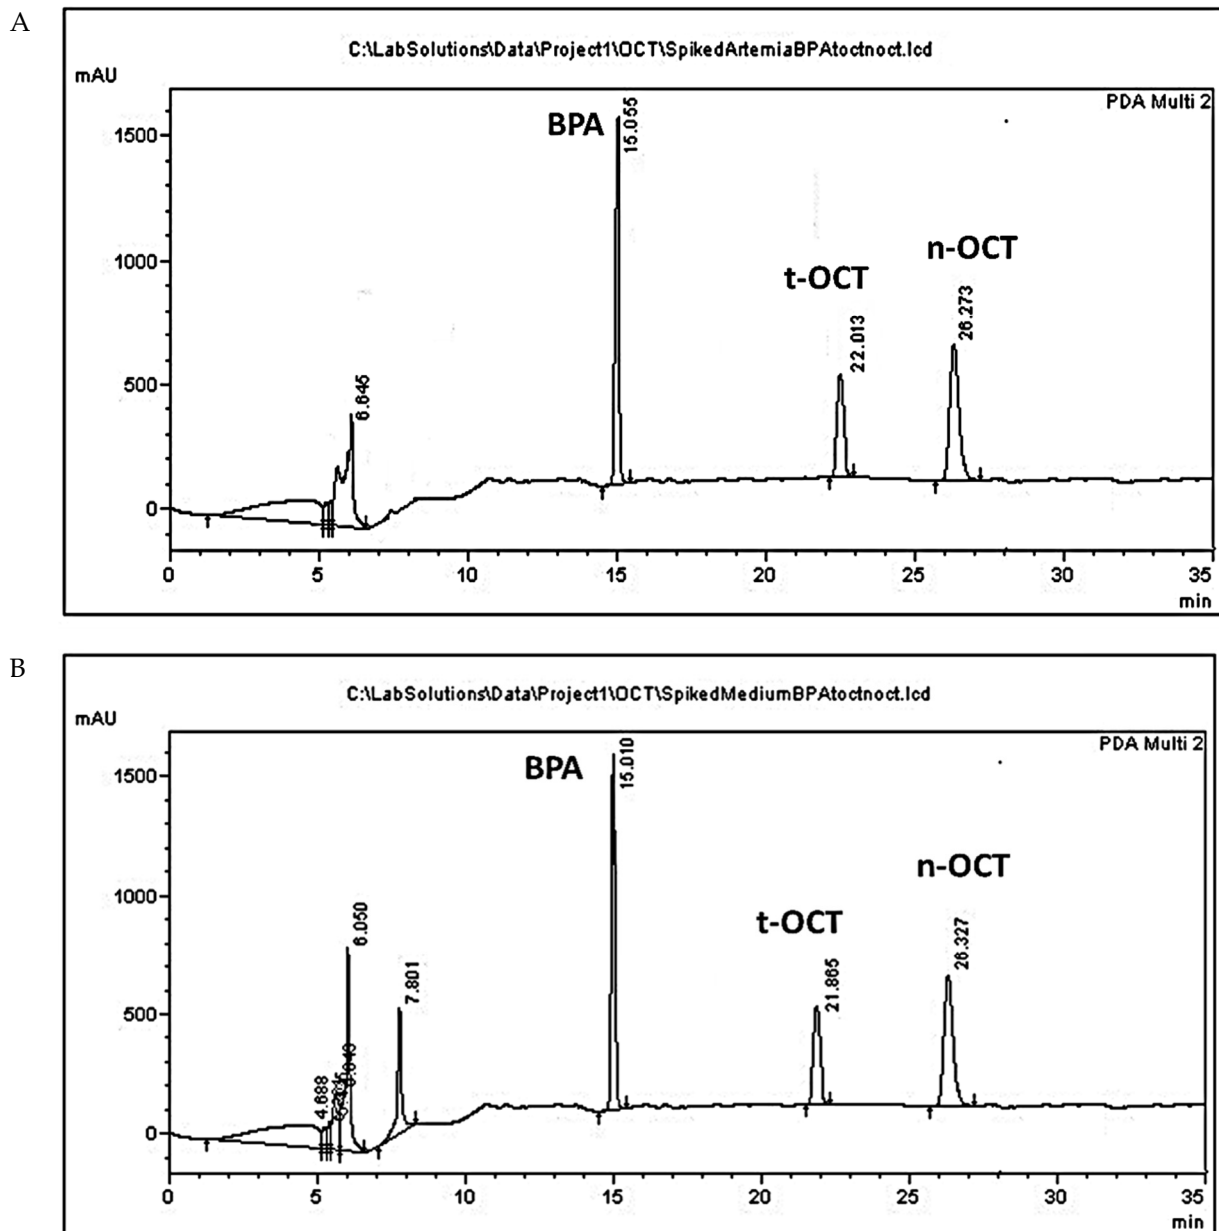 A
C:\LabSolutions\Data\Project1\OCT\SpikedArtemiaBPAtoctnoct.lcd
mAU
PDA Multi 2
1500
1000
500
0
BPA
15.055
t-OCT
22.013
n-OCT
26.273
6.645
0 5 10 15 20 25 30 35
min
B
C:\LabSolutions\Data\Project1\OCT\SpikedMediumBPAtoctnoct.lcd
mAU
PDA Multi 2
1500
1000
500
0
BPA
15.010
t-OCT
21.865
n-OCT
26.327
4.688
6.050
7.801
0 5 10 15 20 25 30 35
min